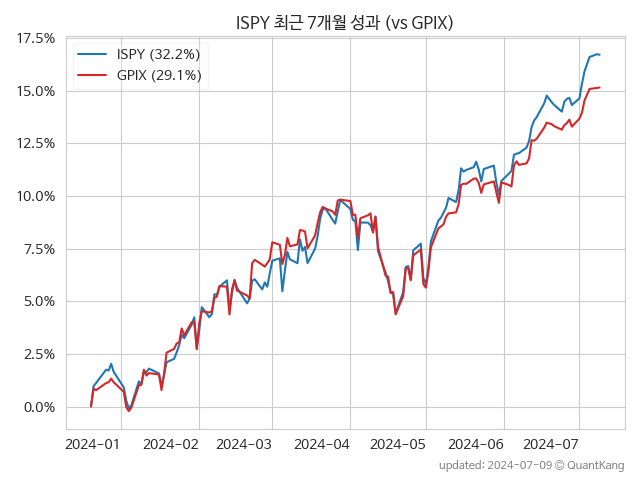 ISPY 최근 7개월 성과 (vs GPIX)
17.5%
15.0%
12.5%
10.0%
7.5%
5.0%
2.5%
0.0%
ISPY (32.2%)
GPIX (29.1%)
2024-01 2024-02 2024-03 2024-04 2024-05 2024-06 2024-07
updated: 2024-07-09 © QuantKang